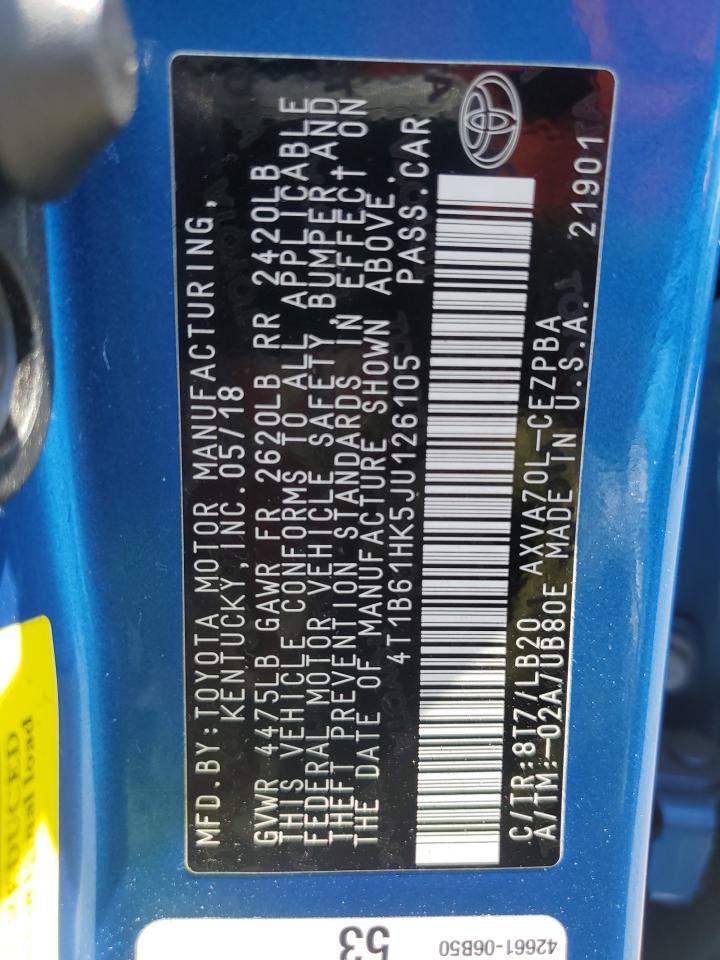 MFD.BY:TOYOTA MOTOR MANUFACTURING,
KENTUCKY,INC.05/18
GVWR 4475LB GAWR FR 2620LB RR 2420LB
THIS VEHICLE CONFORMS TO ALL APPLICABLE
FEDERAL MOTOR VEHICLE SAFETY, BUMPER AND
THEFT PREVENTION STANDARDS IN EFFECT ON
THE DATE OF MANUFACTURE SHOWN ABOVE.
4T1B61HK5JU126105 PASS.CAR
C/TR:8T7/LB20 AXVA70L-CEZPBA 21901
A/TM:-02A/UB80E MADE IN U.S.A.
load
53
42661-06B50